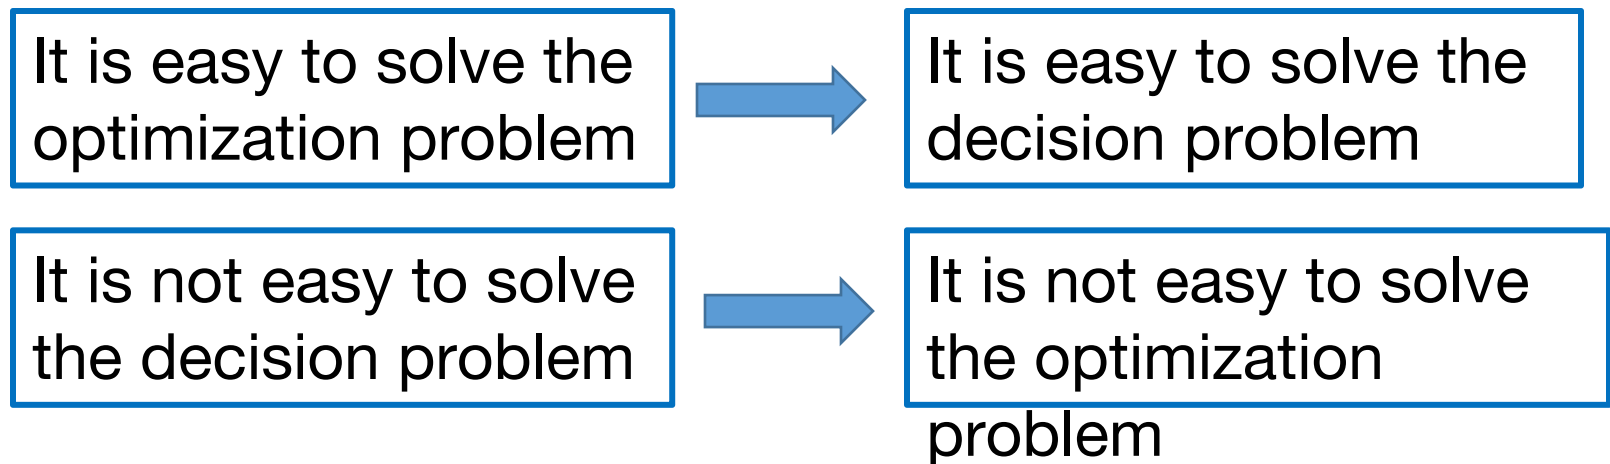 It is easy to solve the
optimization problem
It is easy to solve the
decision problem
It is not easy to solve
the decision problem
It is not easy to solve
the optimization
problem